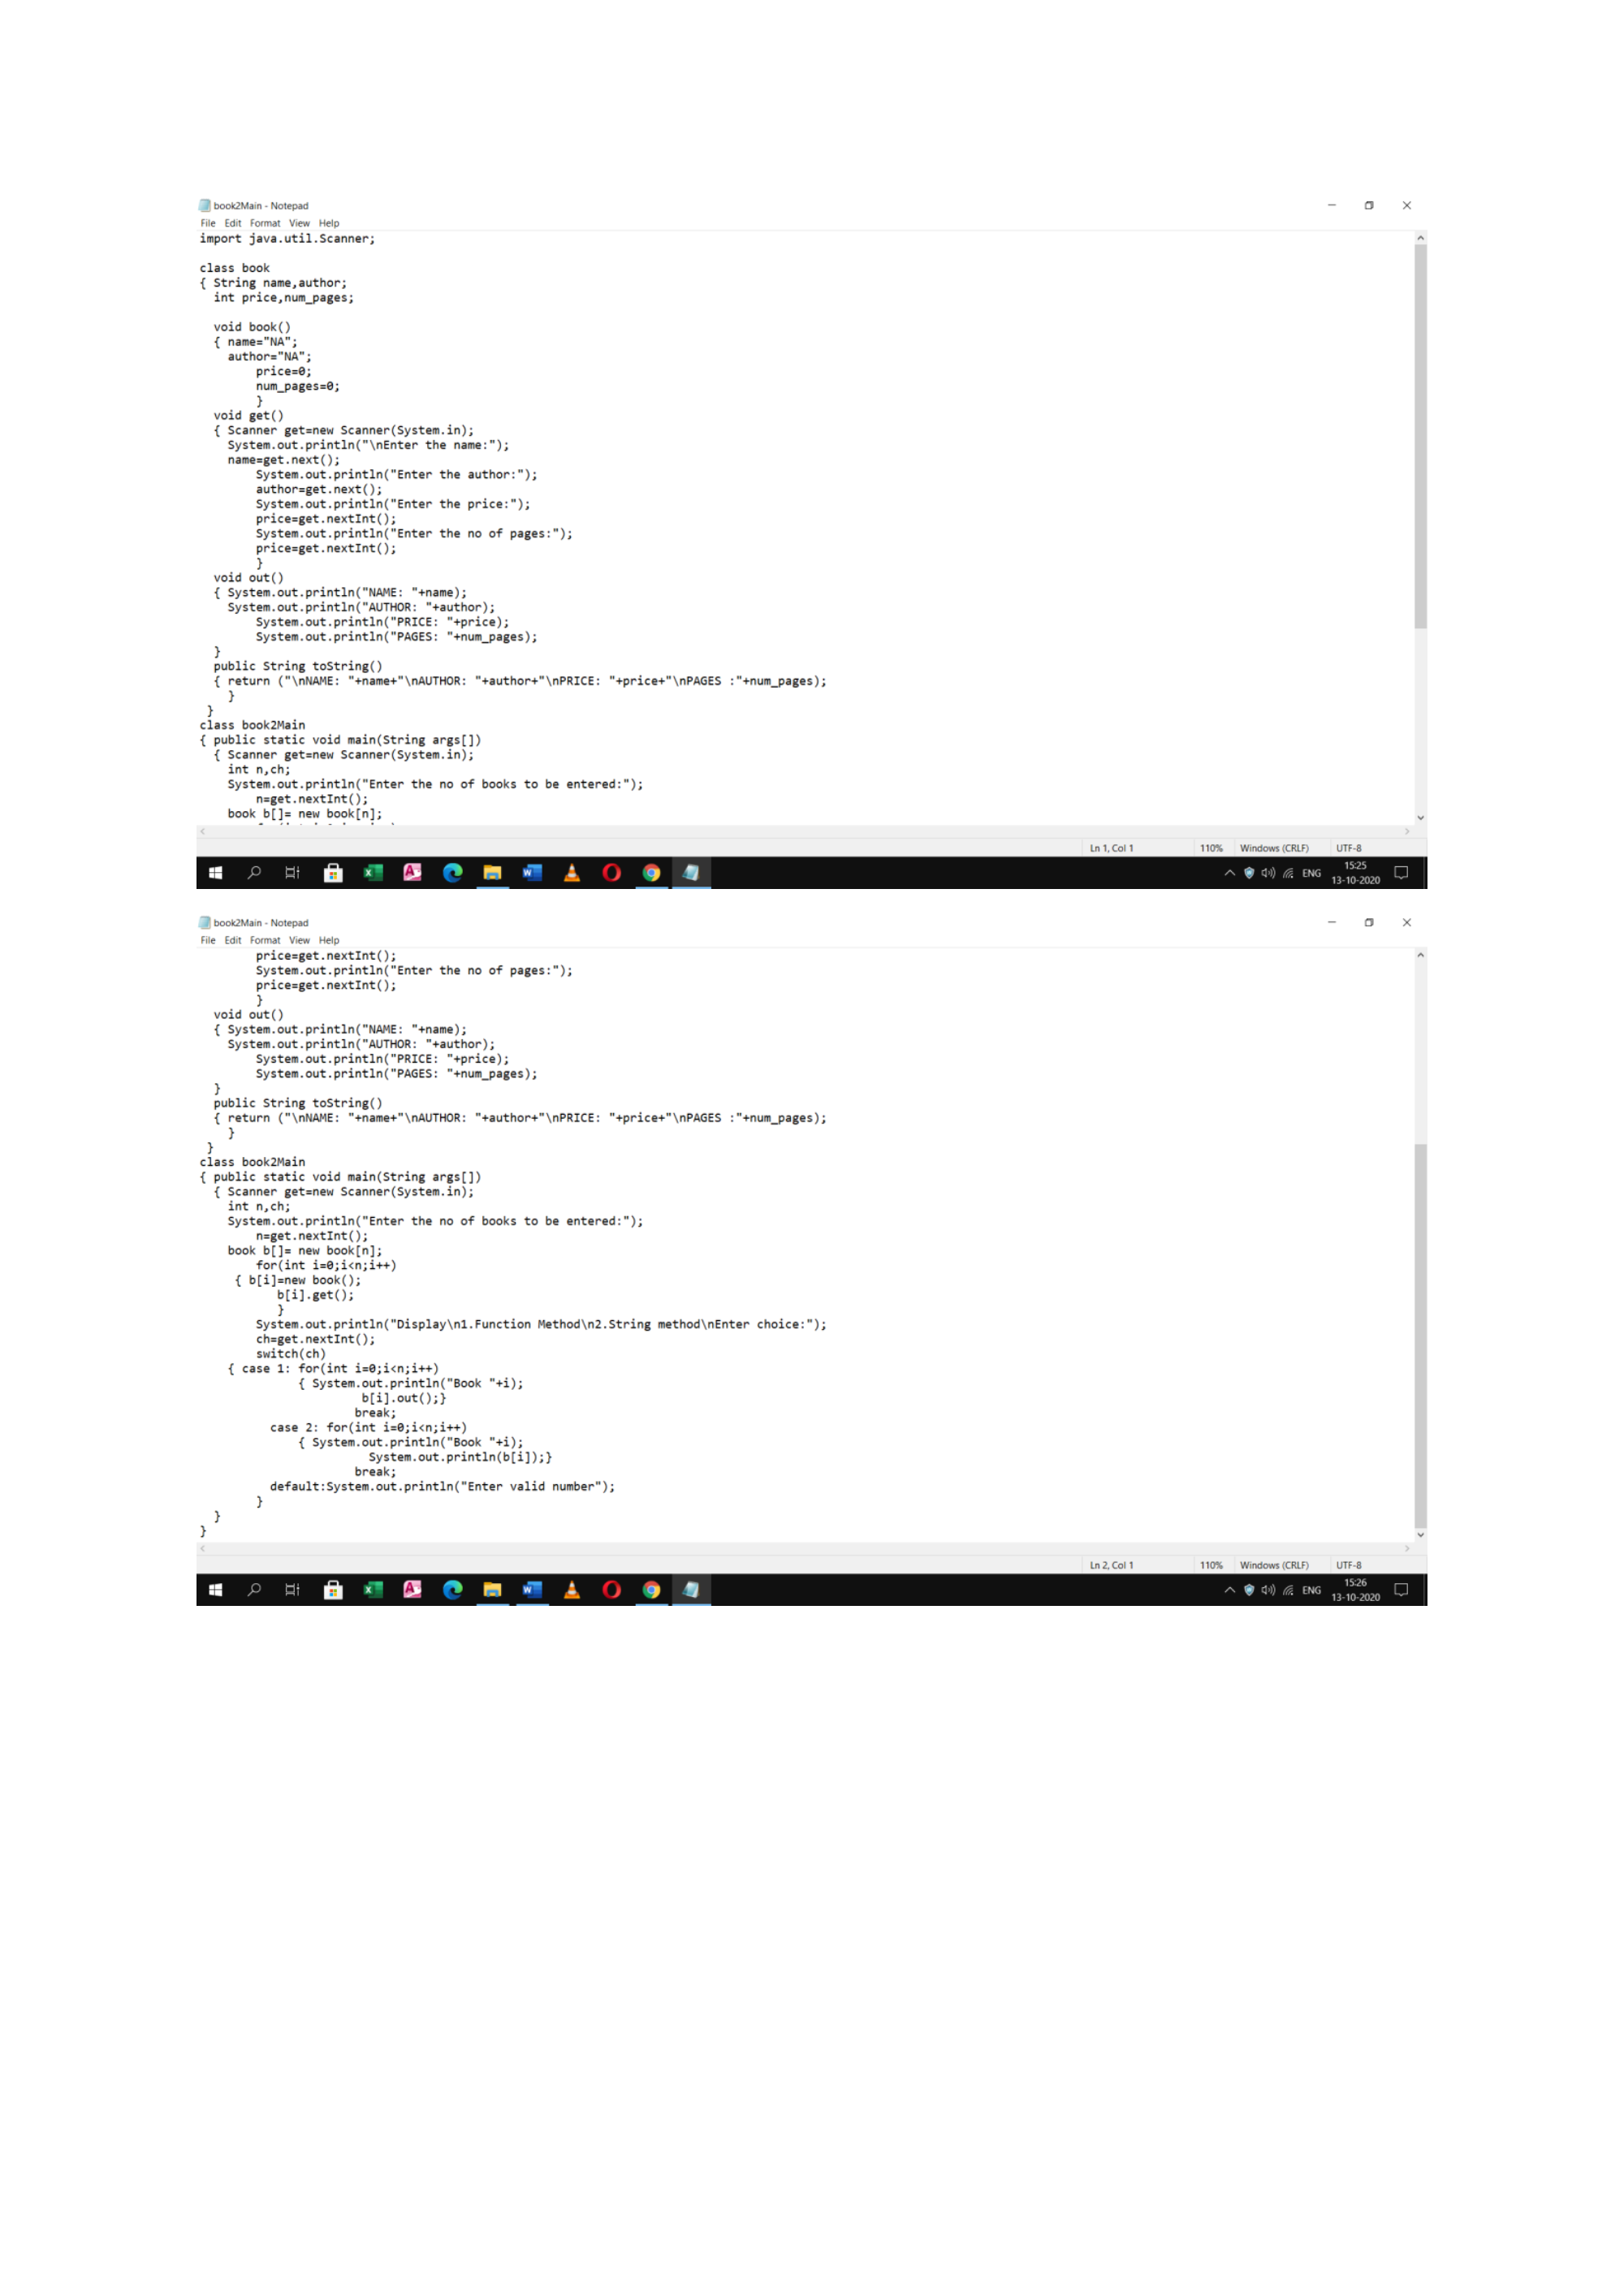 book2Main - Notepad
File Edit Format View Help
import java.util.Scanner;
class book
{ String name,author;
int price,num_pages;
void book()
{ name="NA";
author="NA";
price=0;
num_pages=0;
}
void get()
{ Scanner get=new Scanner(System.in);
System.out.println("\nEnter the name:");
name=get.next();
System.out.println("Enter the author:");
author=get.next();
System.out.println("Enter the price:");
price=get.nextInt();
System.out.println("Enter the no of pages:");
price=get.nextInt();
}
void out()
{ System.out.println("NAME: "+name);
System.out.println("AUTHOR: "+author);
System.out.println("PRICE: "+price);
System.out.println("PAGES: "+num_pages);
}
public String toString()
{ return ("\nNAME: "+name+"\nAUTHOR: "+author+"\nPRICE: "+price+"\nPAGES :"+num_pages);
}
}
class book2Main
{ public static void main(String args[])
{ Scanner get=new Scanner(System.in);
int n,ch;
System.out.println("Enter the no of books to be entered:");
n=get.nextInt();
book b[]= new book[n];
Ln 1, Col 1 110% Windows (CRLF) UTF-8
ENG 15:25
13-10-2020
book2Main - Notepad
File Edit Format View Help
price=get.nextInt();
System.out.println("Enter the no of pages:");
price=get.nextInt();
}
void out()
{ System.out.println("NAME: "+name);
System.out.println("AUTHOR: "+author);
System.out.println("PRICE: "+price);
System.out.println("PAGES: "+num_pages);
}
public String toString()
{ return ("\nNAME: "+name+"\nAUTHOR: "+author+"\nPRICE: "+price+"\nPAGES :"+num_pages);
}
}
class book2Main
{ public static void main(String args[])
{ Scanner get=new Scanner(System.in);
int n,ch;
System.out.println("Enter the no of books to be entered:");
n=get.nextInt();
book b[]= new book[n];
for(int i=0;i<n;i++)
{ b[i]=new book();
b[i].get();
}
System.out.println("Display\n1.Function Method\n2.String method\nEnter choice:");
ch=get.nextInt();
switch(ch)
{ case 1: for(int i=0;i<n;i++)
{ System.out.println("Book "+i);
b[i].out();}
break;
case 2: for(int i=0;i<n;i++)
{ System.out.println("Book "+i);
System.out.println(b[i]);}
break;
default:System.out.println("Enter valid number");
}
}
}
Ln 2, Col 1 110% Windows (CRLF) UTF-8
ENG 15:26
13-10-2020